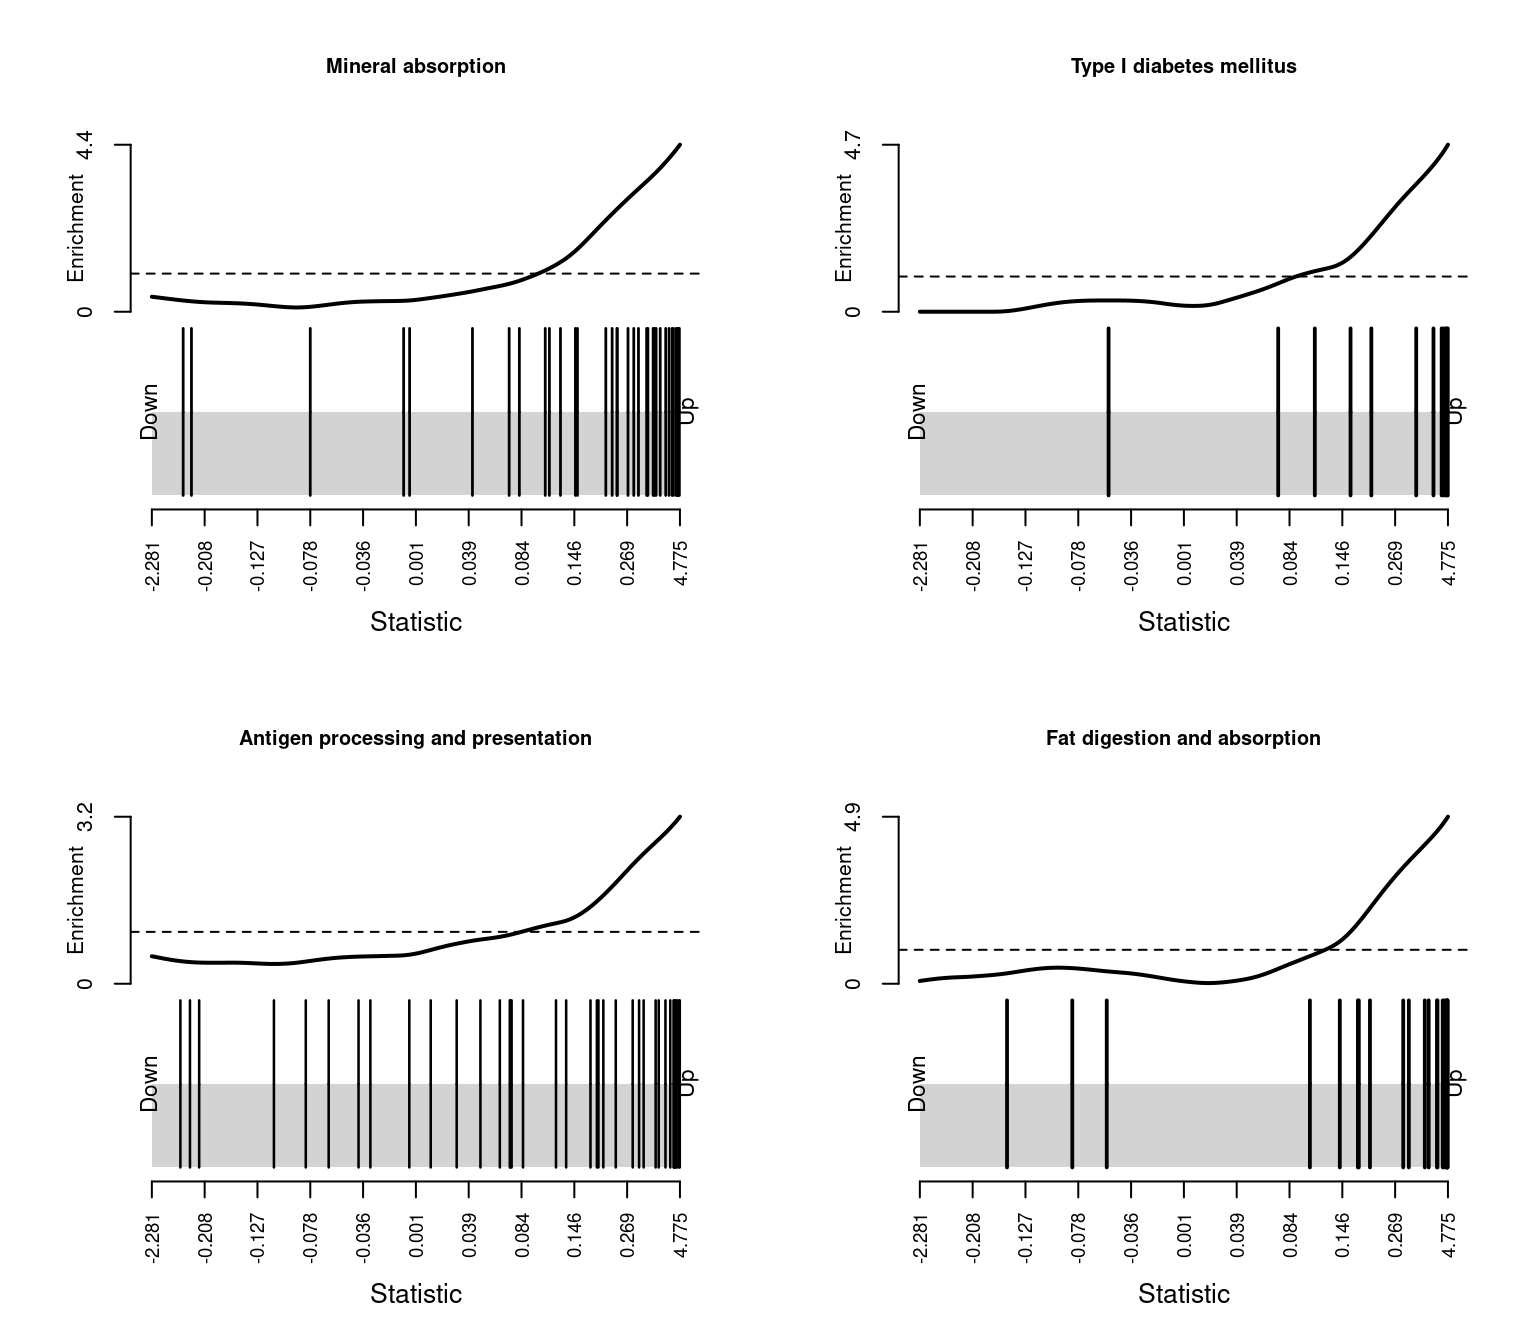 Mineral absorption
4.4
Enrichment
0
Down
Up
-2.281 -0.208 -0.127 -0.078 -0.036 0.001 0.039 0.084 0.146 0.269 4.775
Statistic
Type I diabetes mellitus
4.7
Enrichment
0
Down
Up
-2.281 -0.208 -0.127 -0.078 -0.036 0.001 0.039 0.084 0.146 0.269 4.775
Statistic
Antigen processing and presentation
3.2
Enrichment
0
Down
Up
-2.281 -0.208 -0.127 -0.078 -0.036 0.001 0.039 0.084 0.146 0.269 4.775
Statistic
Fat digestion and absorption
4.9
Enrichment
0
Down
Up
-2.281 -0.208 -0.127 -0.078 -0.036 0.001 0.039 0.084 0.146 0.269 4.775
Statistic